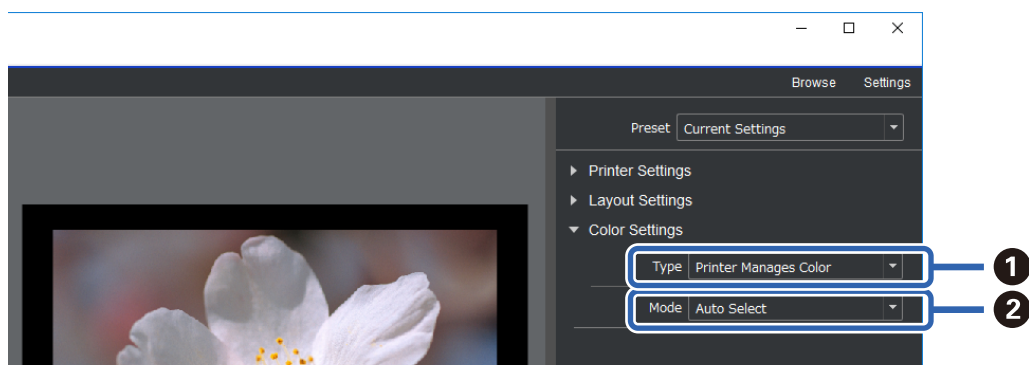 Browse Settings
Preset Current Settings
Printer Settings
Layout Settings
Color Settings
Type Printer Manages Color 1
Mode Auto Select 2